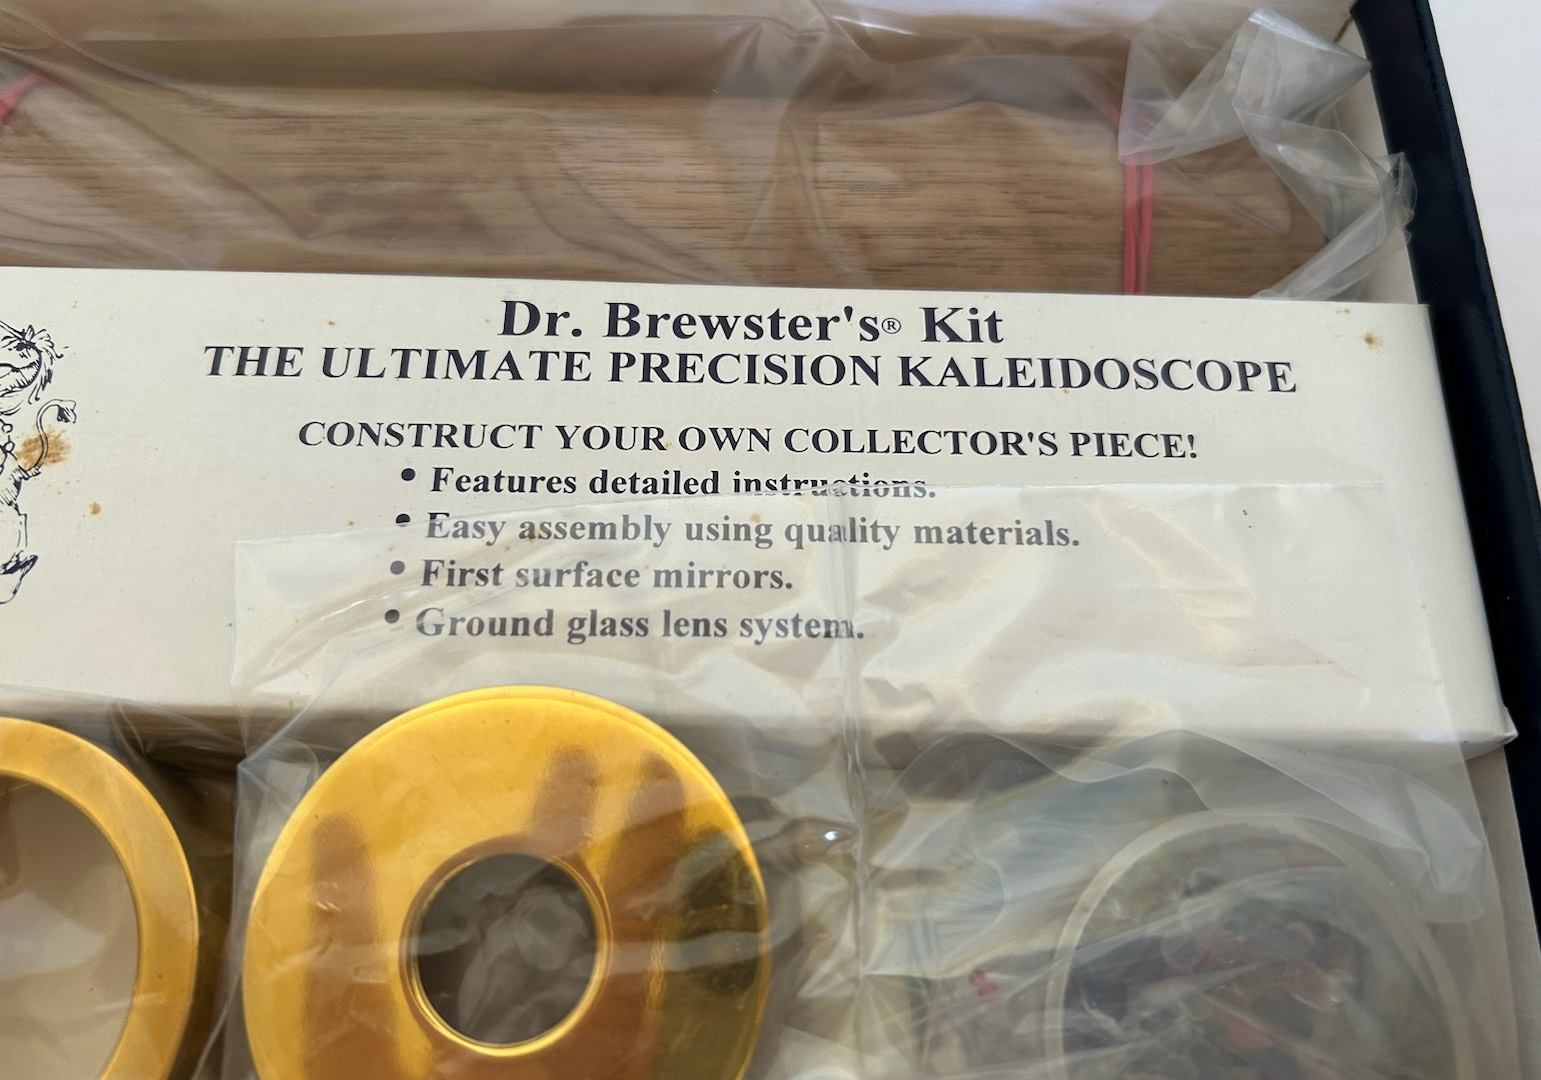 Dr. Brewster's® Kit
THE ULTIMATE PRECISION KALEIDOSCOPE
CONSTRUCT YOUR OWN COLLECTOR'S PIECE!
• Features detailed instructions.
• Easy assembly using quality materials.
• First surface mirrors.
• Ground glass lens system.